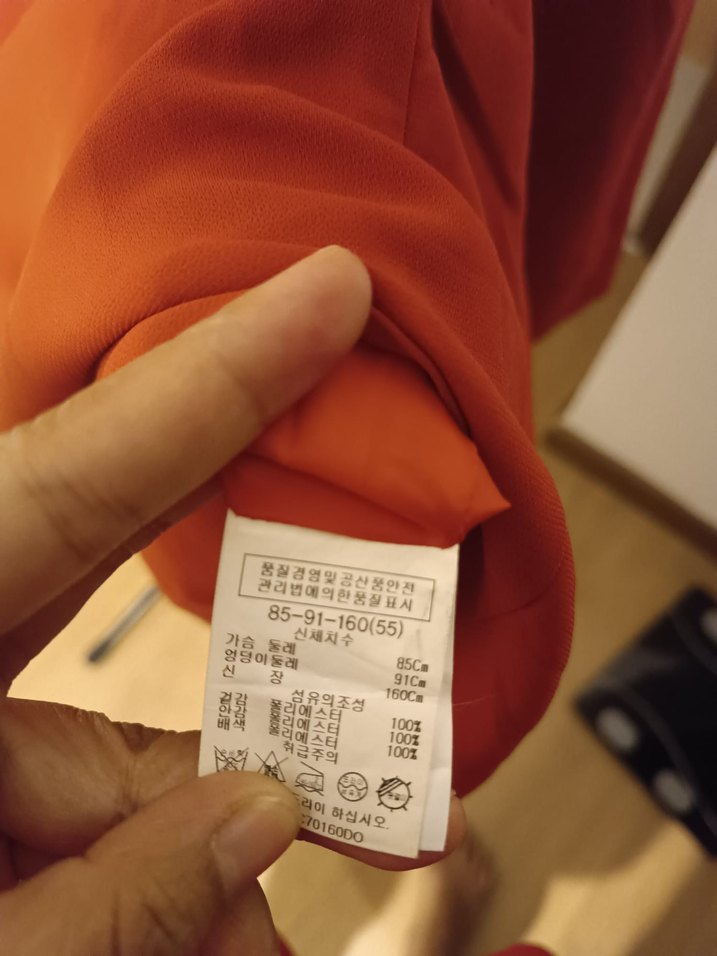 품질경영및공산품안전
관리법에의한품질표시
85-91-160(55)
신체치수
가슴 둘레 85Cm
엉덩이둘레 91Cm
신 장 160Cm
섬유의조성
겉감 폴리에스터 100%
안감 폴리에스터 100%
배색 폴리에스터 100%
취급주의
드라이
드라이 하십시오.
70160DO